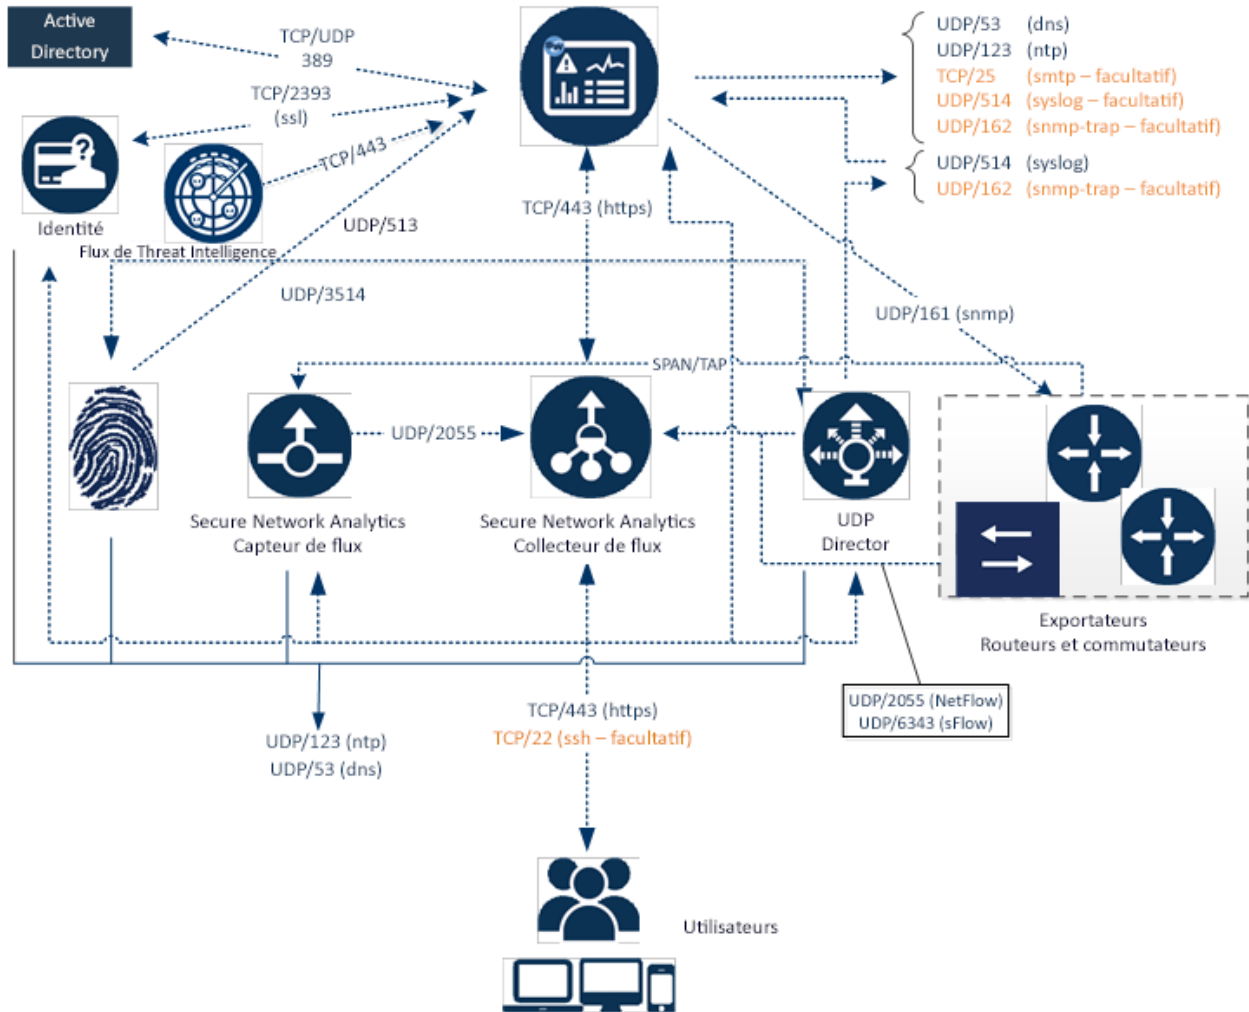 Active
Directory
TCP/UDP
389
TCP/2393
(ssl)
TCP/443
Identité
Flux de Threat Intelligence
UDP/53 (dns)
UDP/123 (ntp)
TCP/25 (smtp – facultatif)
UDP/514 (syslog – facultatif)
UDP/162 (snmp-trap – facultatif)
UDP/514 (syslog)
UDP/162 (snmp-trap – facultatif)
TCP/443 (https)
UDP/513
UDP/3514
UDP/161 (snmp)
SPAN/TAP
UDP/2055
Secure Network Analytics
Capteur de flux
Secure Network Analytics
Collecteur de flux
UDP
Director
Exportateurs
Routeurs et commutateurs
UDP/2055 (NetFlow)
UDP/6343 (sFlow)
TCP/443 (https)
TCP/22 (ssh – facultatif)
UDP/123 (ntp)
UDP/53 (dns)
Utilisateurs